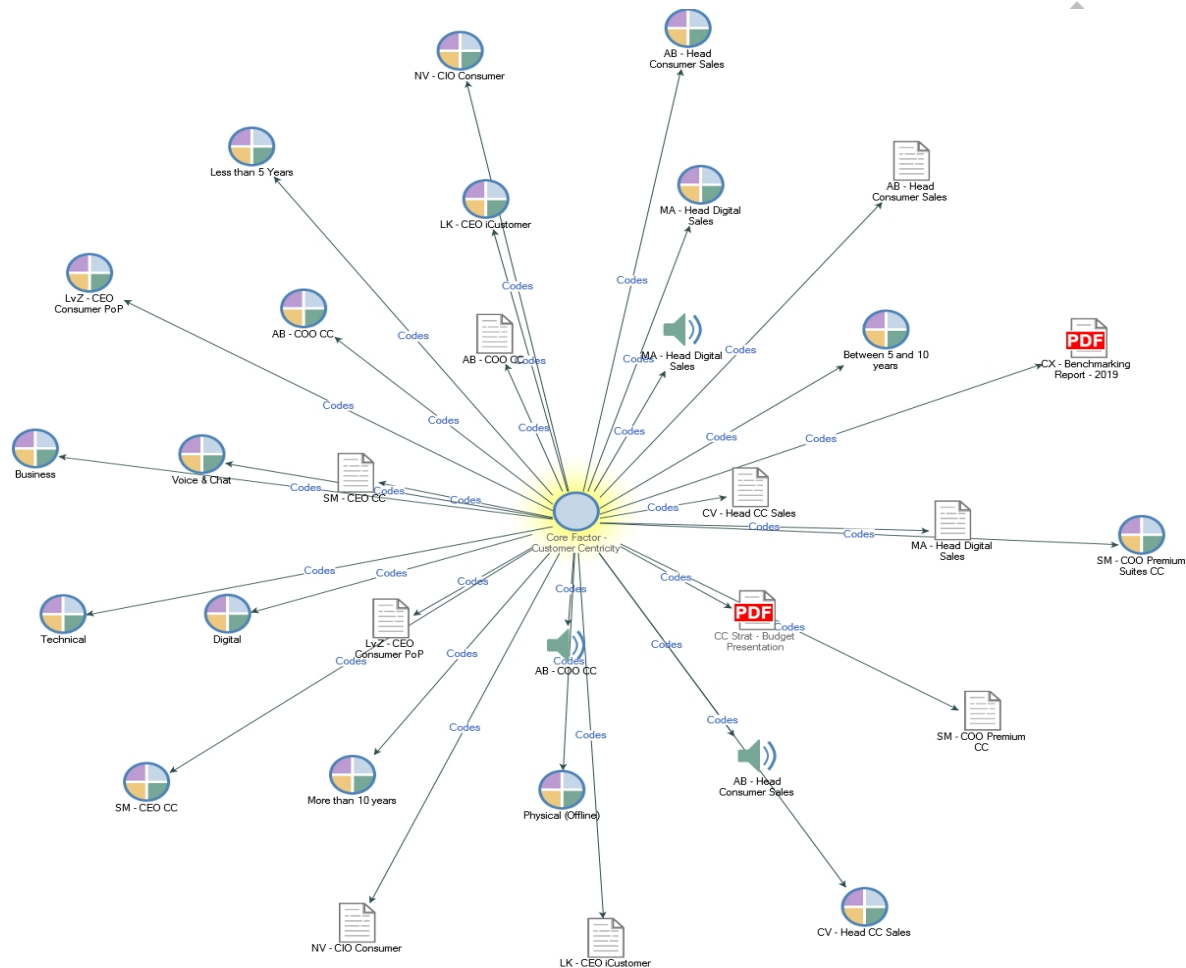 AB - Head
Consumer Sales
NV - CIO Consumer
Less than 5 Years
AB - Head
Consumer Sales
LK - CEO iCustomer
MA - Head Digital
Sales
Codes
Codes
LvZ - CEO
Consumer PoP
AB - COO CC
Codes
AB - COO CC
Codes
Codes
MA - Head Digital
Sales
Codes
Between 5 and 10
years
PDF
CX - Benchmarking
Report - 2019
Codes
Codes
Codes
Codes
Codes
Codes
Business
Voice & Chat
Codes
SM - CEO CC
Codes
Codes
Codes
CV - Head CC Sales
Codes
Codes
MA - Head Digital
Sales
SM - COO Premium
Suites CC
Core Factor -
Customer Centricity
Codes
Codes
Codes
Codes
Codes
Technical
Digital
LvZ - CEO
Consumer PoP
PDF
CC Strat - Budget
Presentation
Codes
Codes
Codes
Codes
AB - COO CC
Codes
Codes
Codes
Codes
SM - COO Premium
CC
SM - CEO CC
More than 10 years
Physical (Offline)
AB - Head
Consumer Sales
NV - CIO Consumer
LK - CEO iCustomer
CV - Head CC Sales